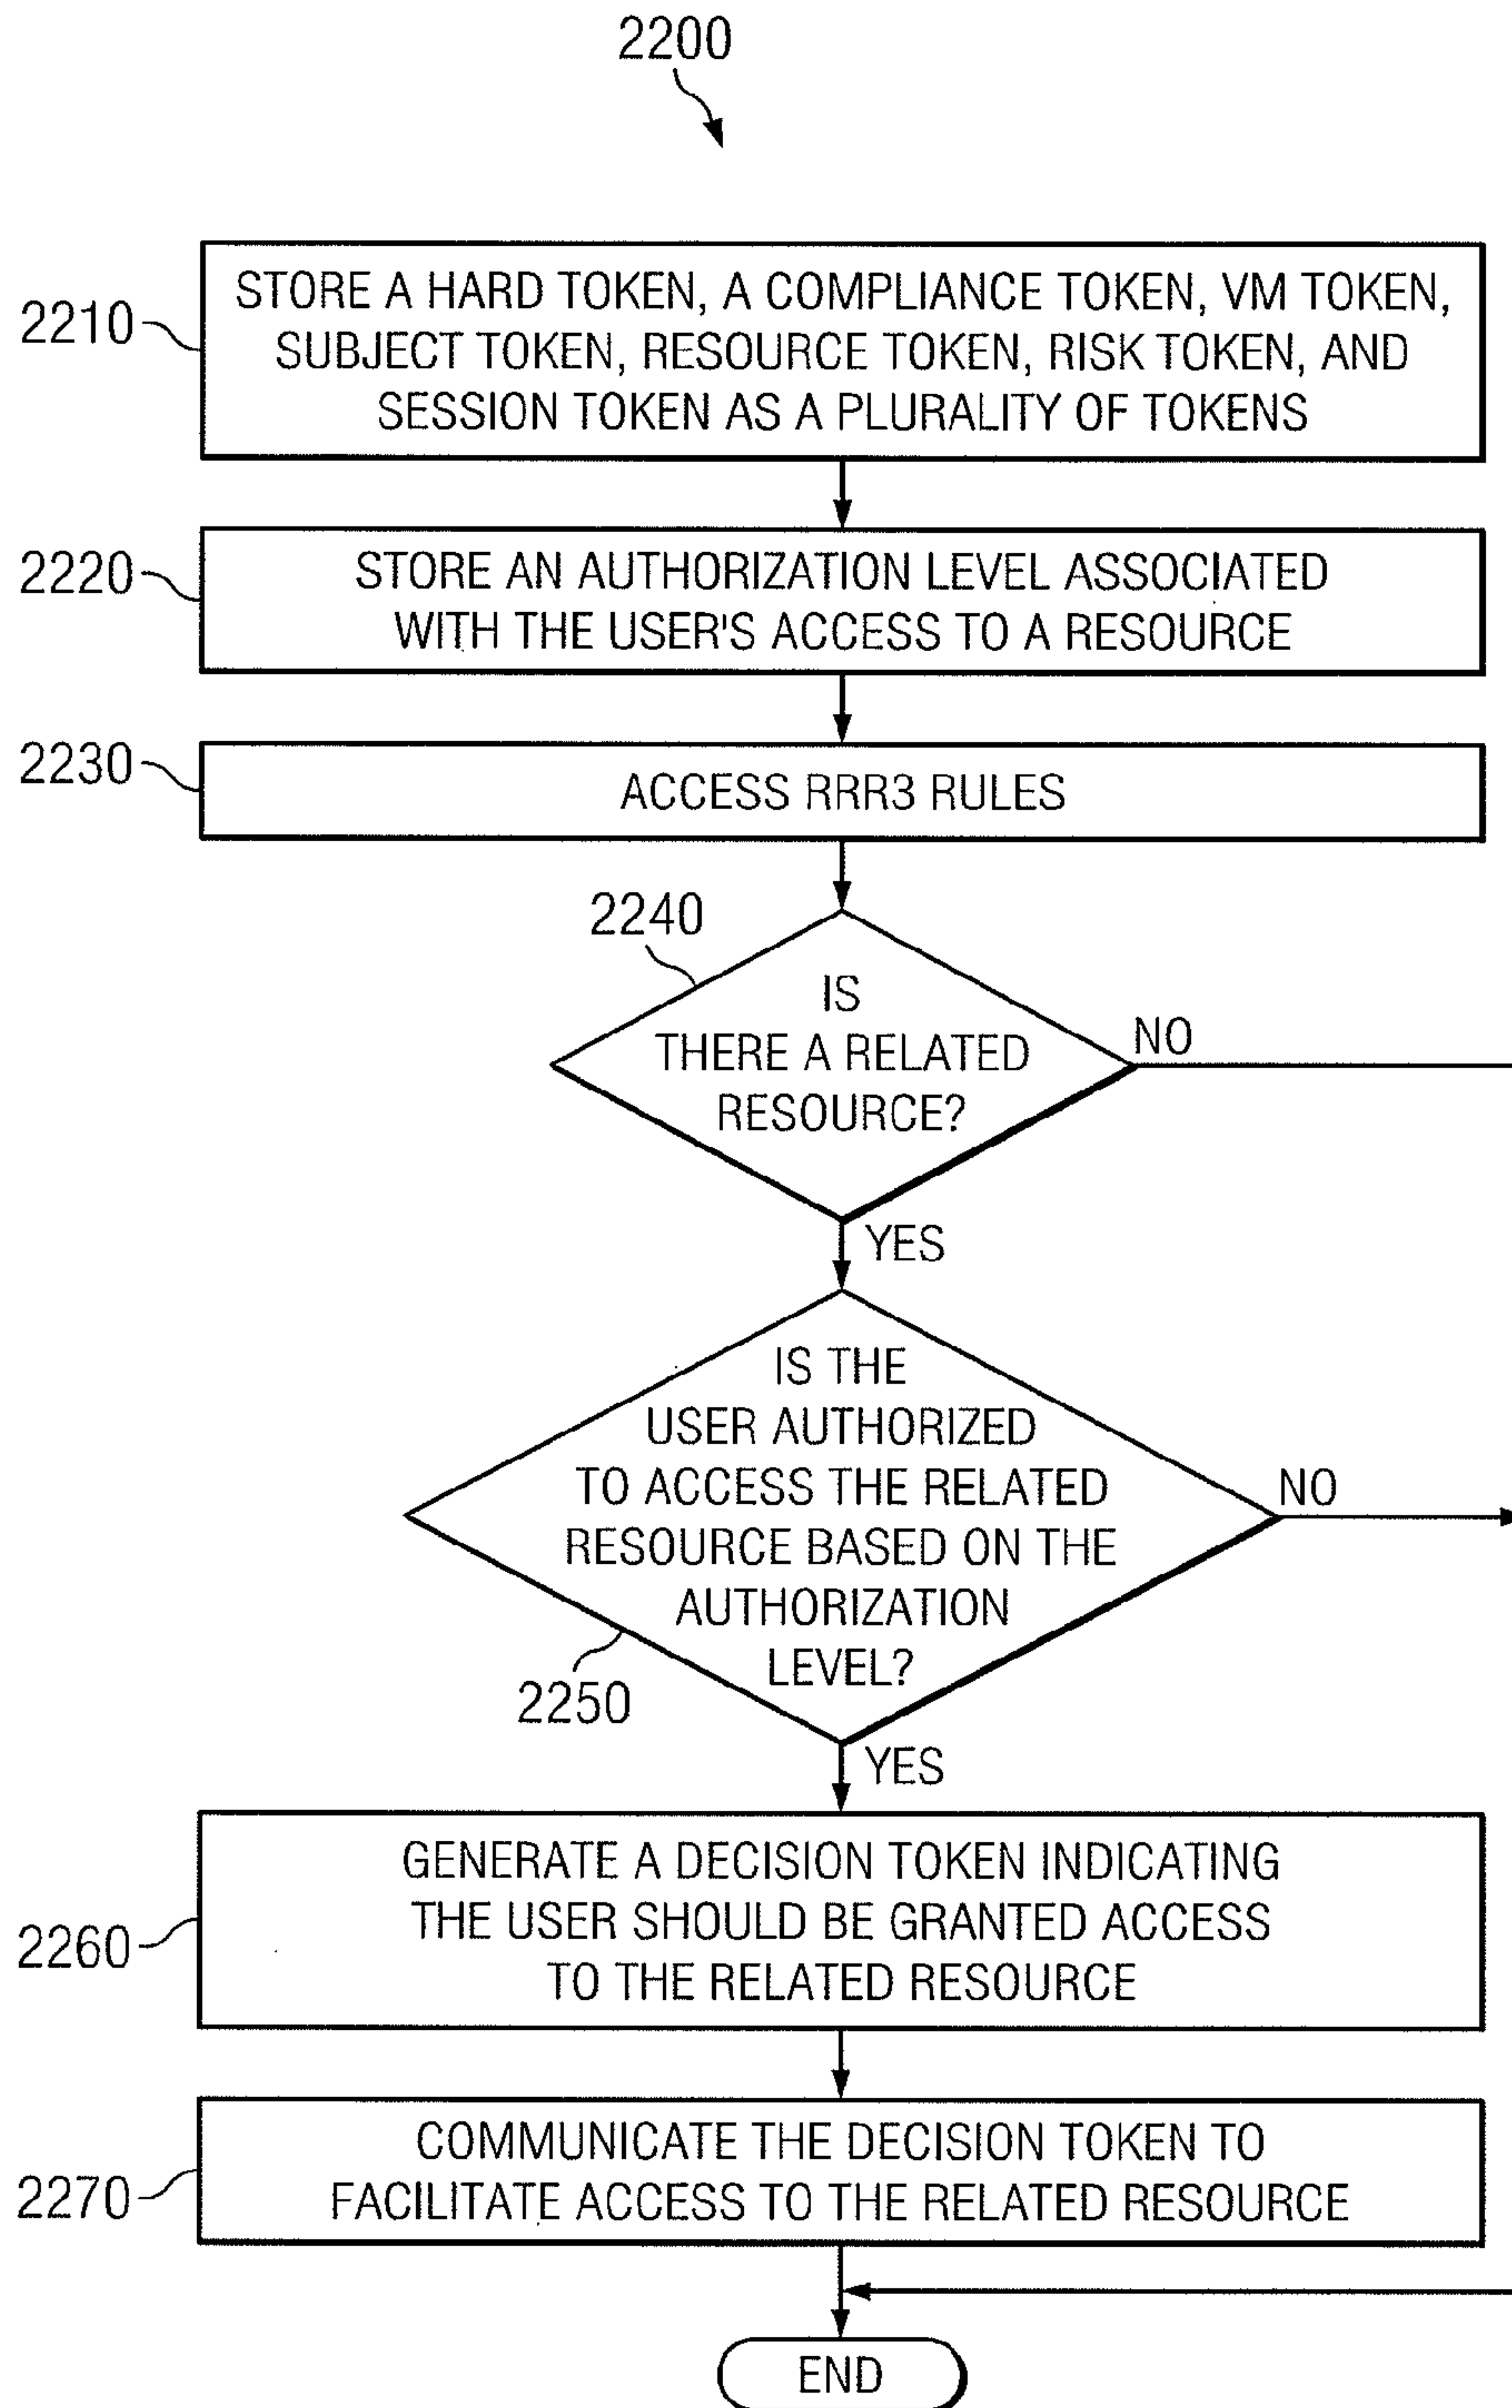 2200
2210
STORE A HARD TOKEN, A COMPLIANCE TOKEN, VM TOKEN,
SUBJECT TOKEN, RESOURCE TOKEN, RISK TOKEN, AND
SESSION TOKEN AS A PLURALITY OF TOKENS
2220
STORE AN AUTHORIZATION LEVEL ASSOCIATED
WITH THE USER'S ACCESS TO A RESOURCE
2230
ACCESS RRR3 RULES
2240
IS
THERE A RELATED
RESOURCE?
NO
YES
IS THE
USER AUTHORIZED
TO ACCESS THE RELATED
RESOURCE BASED ON THE
AUTHORIZATION
LEVEL?
NO
2250
YES
2260
GENERATE A DECISION TOKEN INDICATING
THE USER SHOULD BE GRANTED ACCESS
TO THE RELATED RESOURCE
2270
COMMUNICATE THE DECISION TOKEN TO
FACILITATE ACCESS TO THE RELATED RESOURCE
END